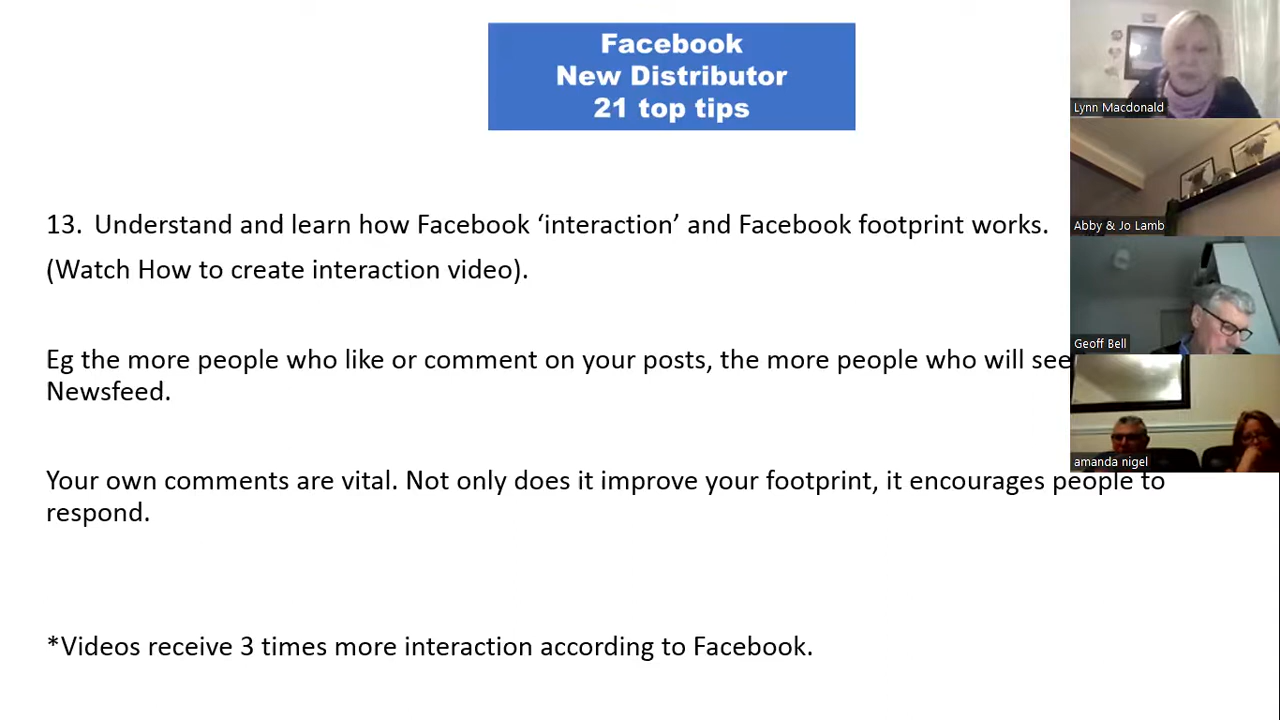 Facebook
New Distributor
21 top tips
13. Understand and learn how Facebook ‘interaction’ and Facebook footprint works.
(Watch How to create interaction video).
Eg the more people who like or comment on your posts, the more people who will see
Newsfeed.
Your own comments are vital. Not only does it improve your footprint, it encourages people to
respond.
*Videos receive 3 times more interaction according to Facebook.
Lynn Macdonald
Abby & Jo Lamb
Geoff Bell
amanda nigel